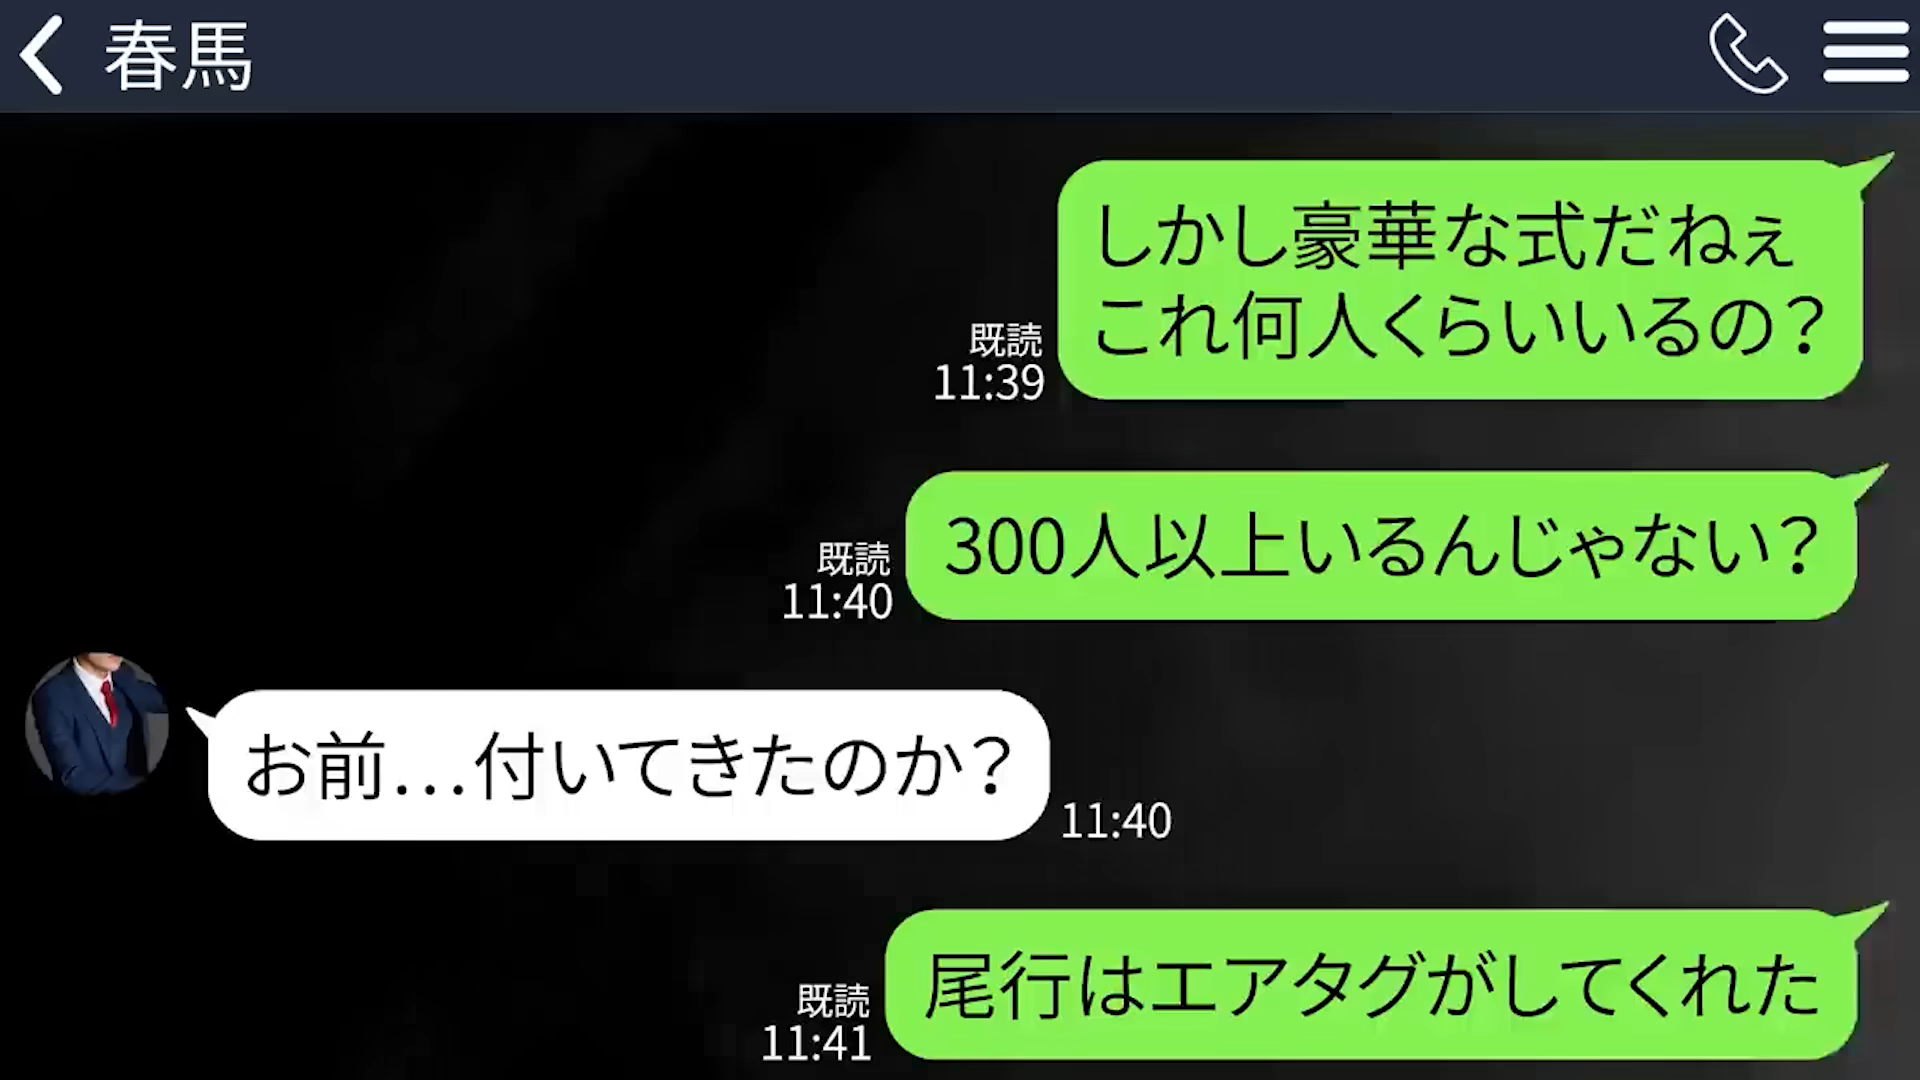 春馬
しかし豪華な式だねぇ
これ何人くらいいるの？
既読
11:39
300人以上いるんじゃない？
既読
11:40
お前…付いてきたのか？
11:40
尾行はエアタグがしてくれた
既読
11:41